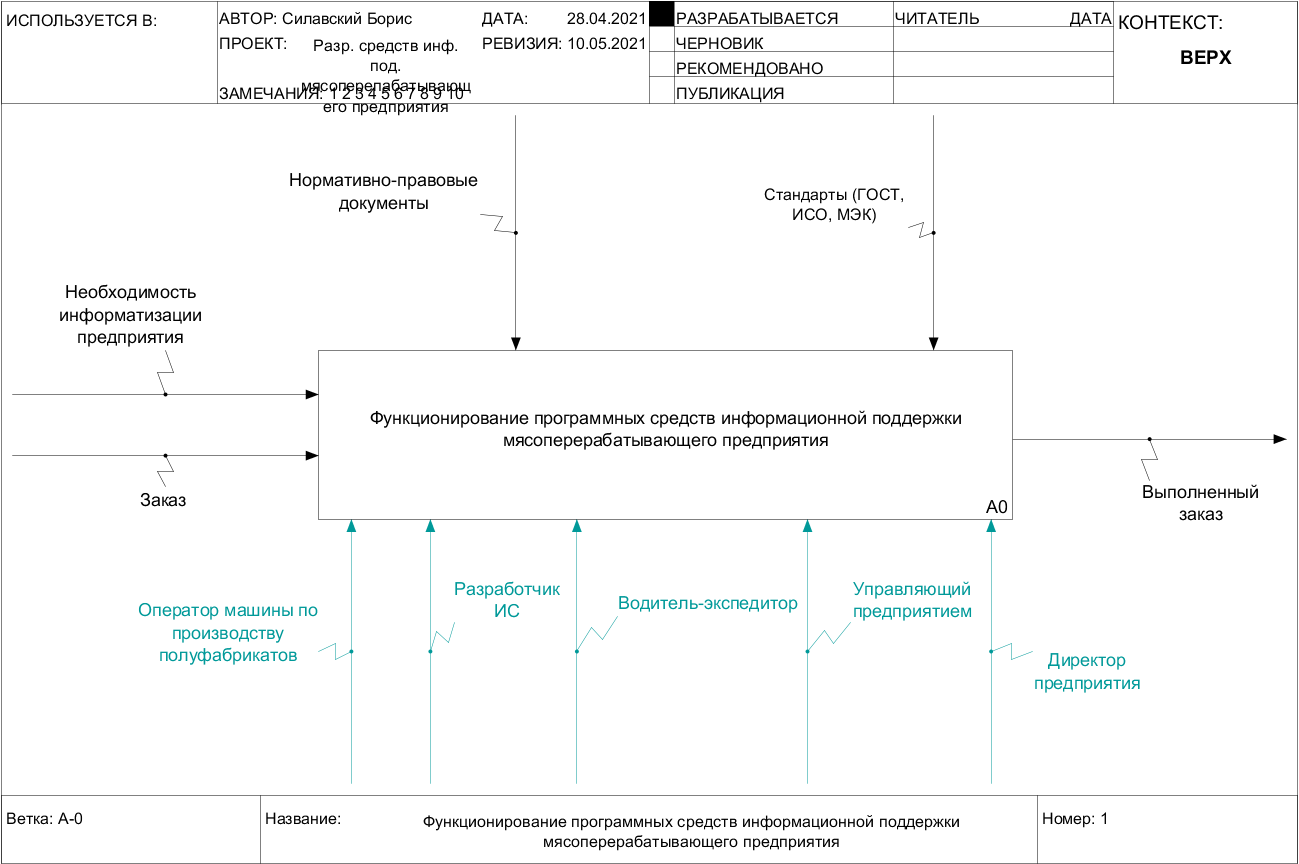 ИСПОЛЬЗУЕТСЯ В:
АВТОР: Силавский Борис
ДАТА: 28.04.2021
ПРОЕКТ: Разр. средств инф.
под.
мясоперерабатывающ
его предприятия
РЕВИЗИЯ: 10.05.2021
ЗАМЕЧАНИЯ: 1 2 3 4 5 6 7 8 9 10
РАЗРАБАТЫВАЕТСЯ
ЧЕРНОВИК
РЕКОМЕНДОВАНО
ПУБЛИКАЦИЯ
ЧИТАТЕЛЬ ДАТА
КОНТЕКСТ:
ВЕРХ
Нормативно-правовые
документы
Стандарты (ГОСТ,
ИСО, МЭК)
Необходимость
информатизации
предприятия
Заказ
Функционирование программных средств информационной поддержки
мясоперерабатывающего предприятия
A0
Выполненный
заказ
Оператор машины по
производству
полуфабрикатов
Разработчик
ИС
Водитель-экспедитор
Управляющий
предприятием
Директор
предприятия
Ветка: A-0
Название:
Функционирование программных средств информационной поддержки
мясоперерабатывающего предприятия
Номер: 1